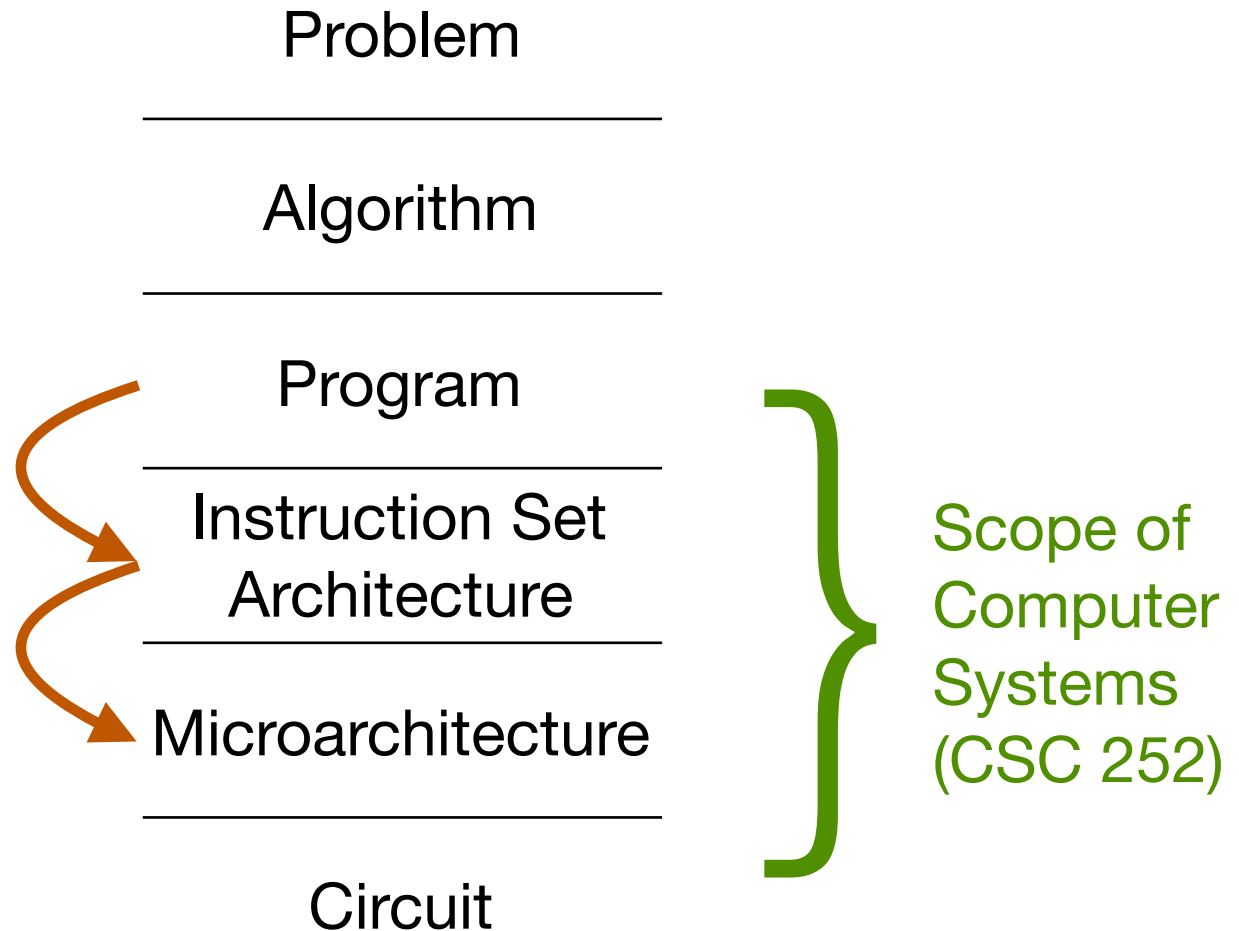 Problem
Algorithm
Program
Instruction Set
Architecture
Microarchitecture
Circuit
Scope of
Computer
Systems
(CSC 252)